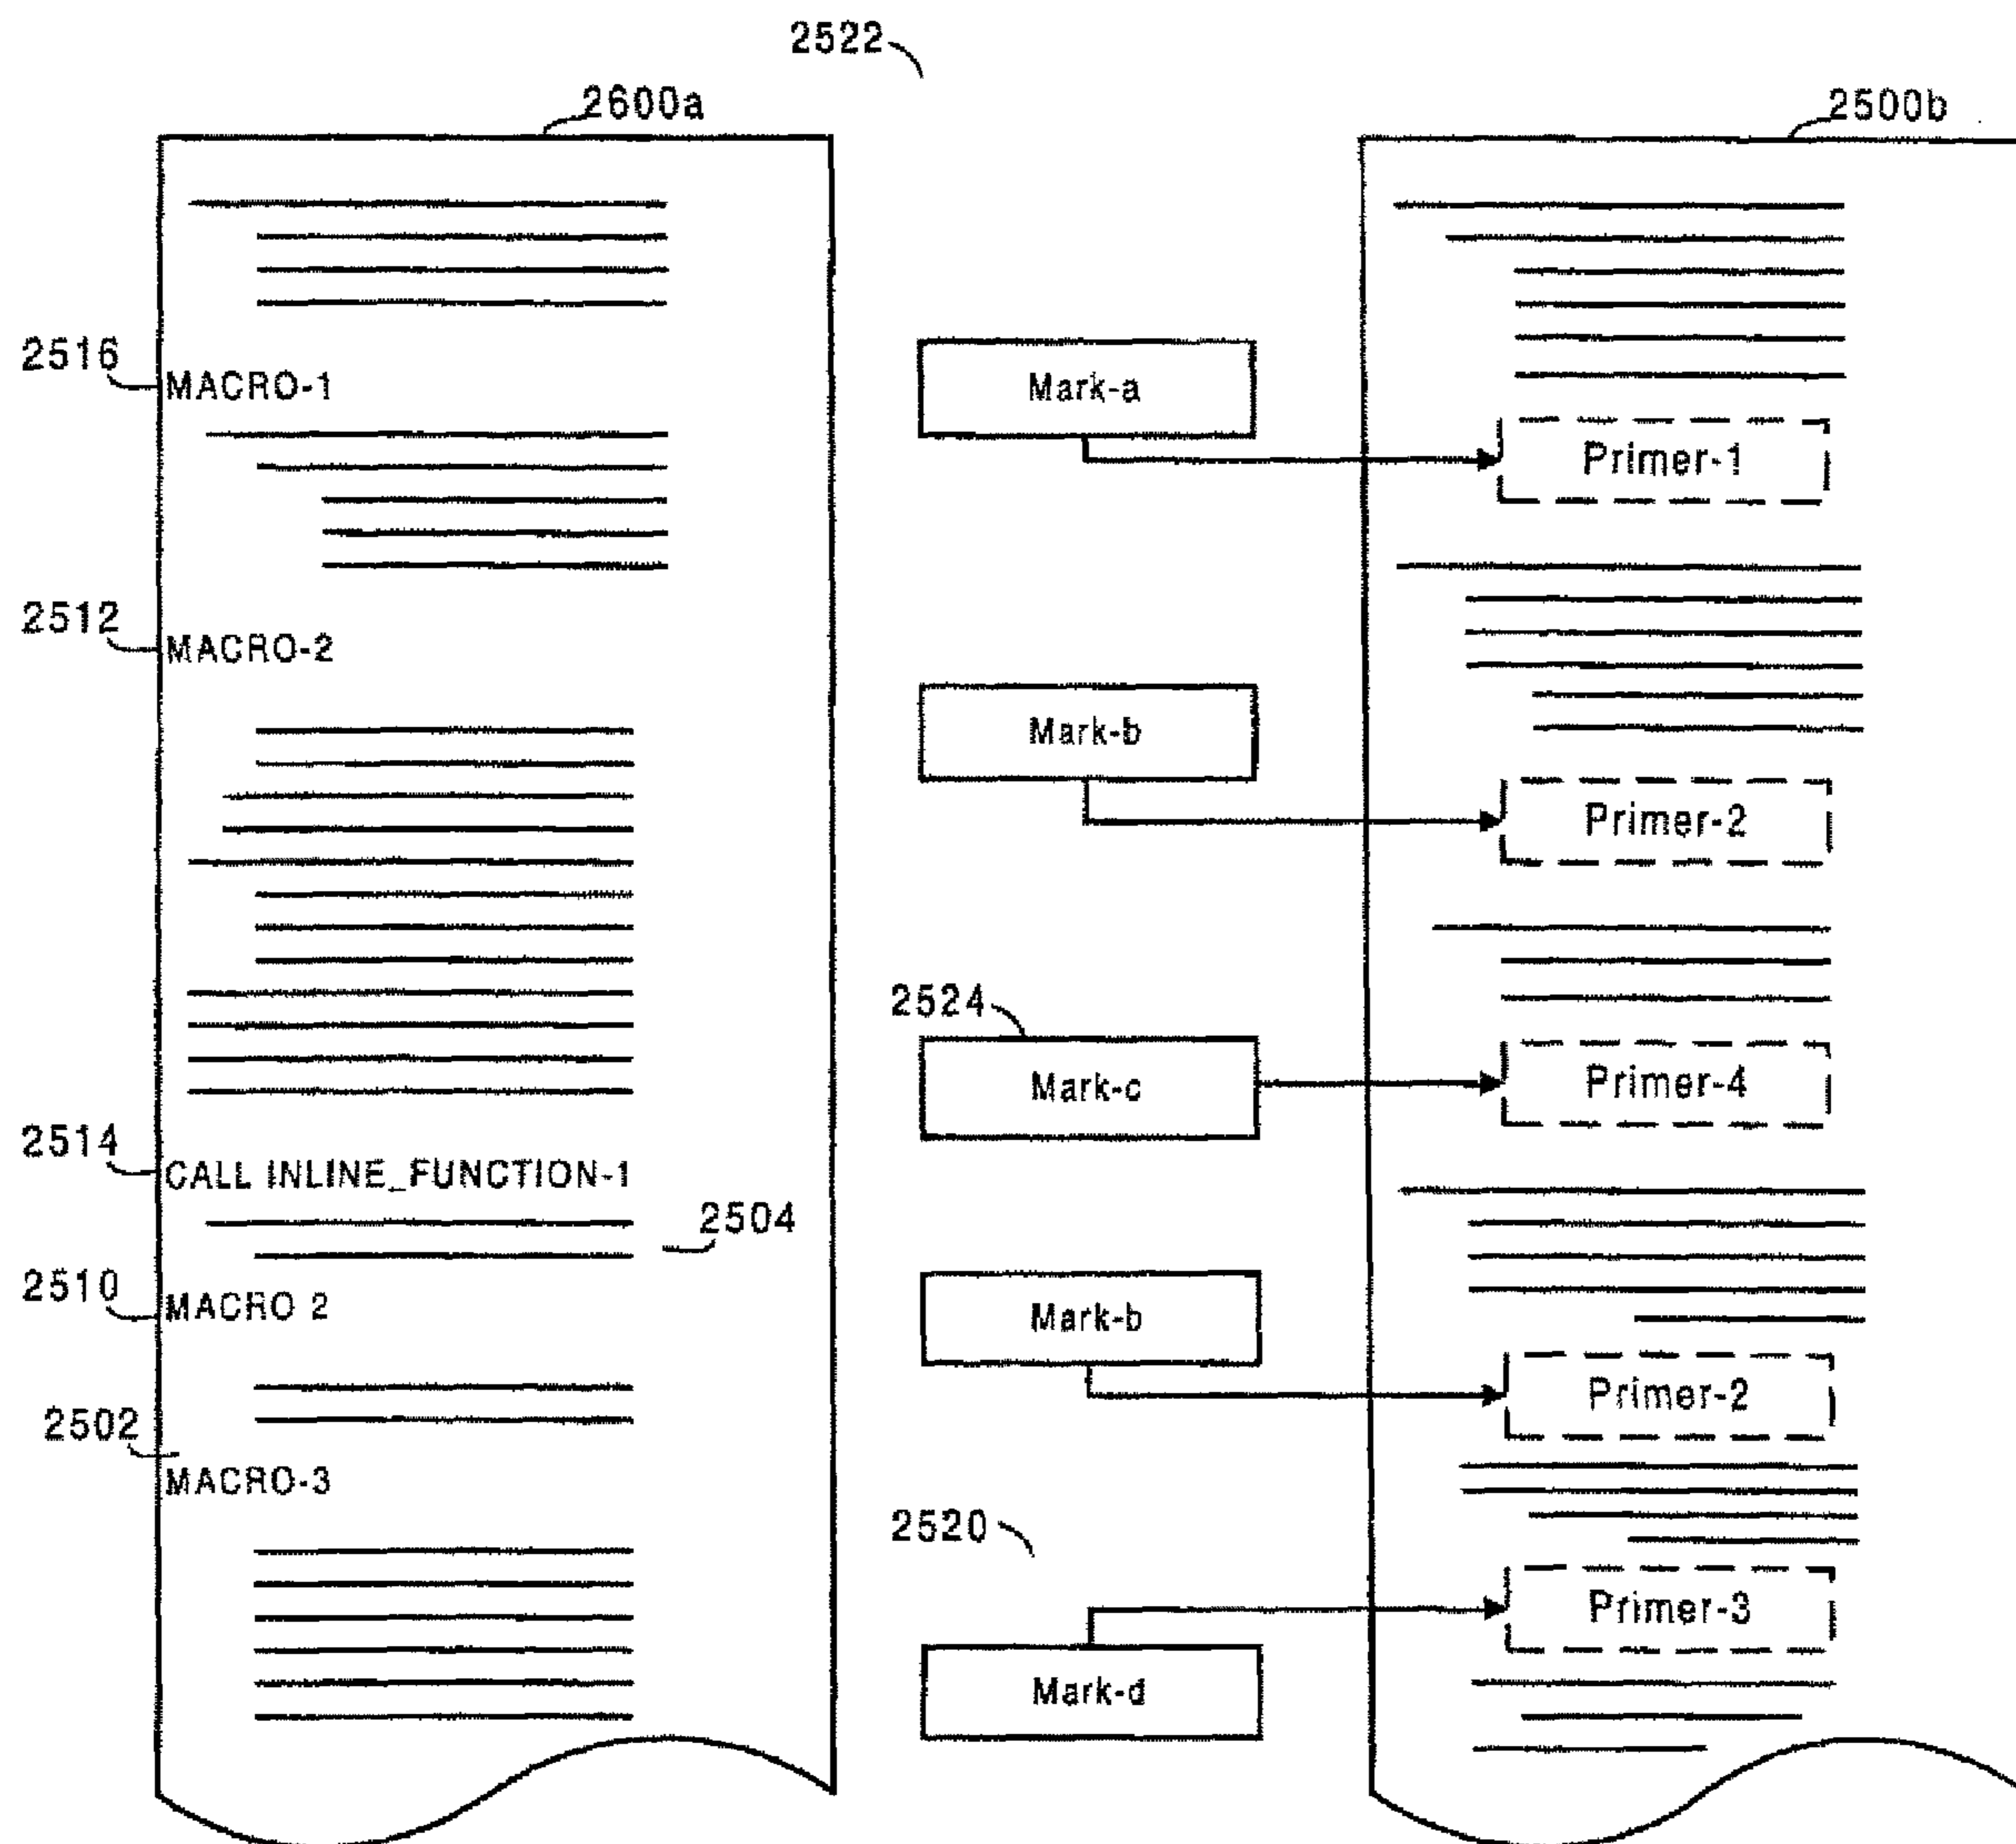 2522
2600a
2500b
2516
MACRO-1
Mark-a
Primer-1
2512
MACRO-2
Mark-b
Primer-2
2524
Mark-c
Primer-4
2514
CALL INLINE_FUNCTION-1
2504
2510
MACRO 2
Mark-b
Primer-2
2502
MACRO-3
2520
Primer-3
Mark-d